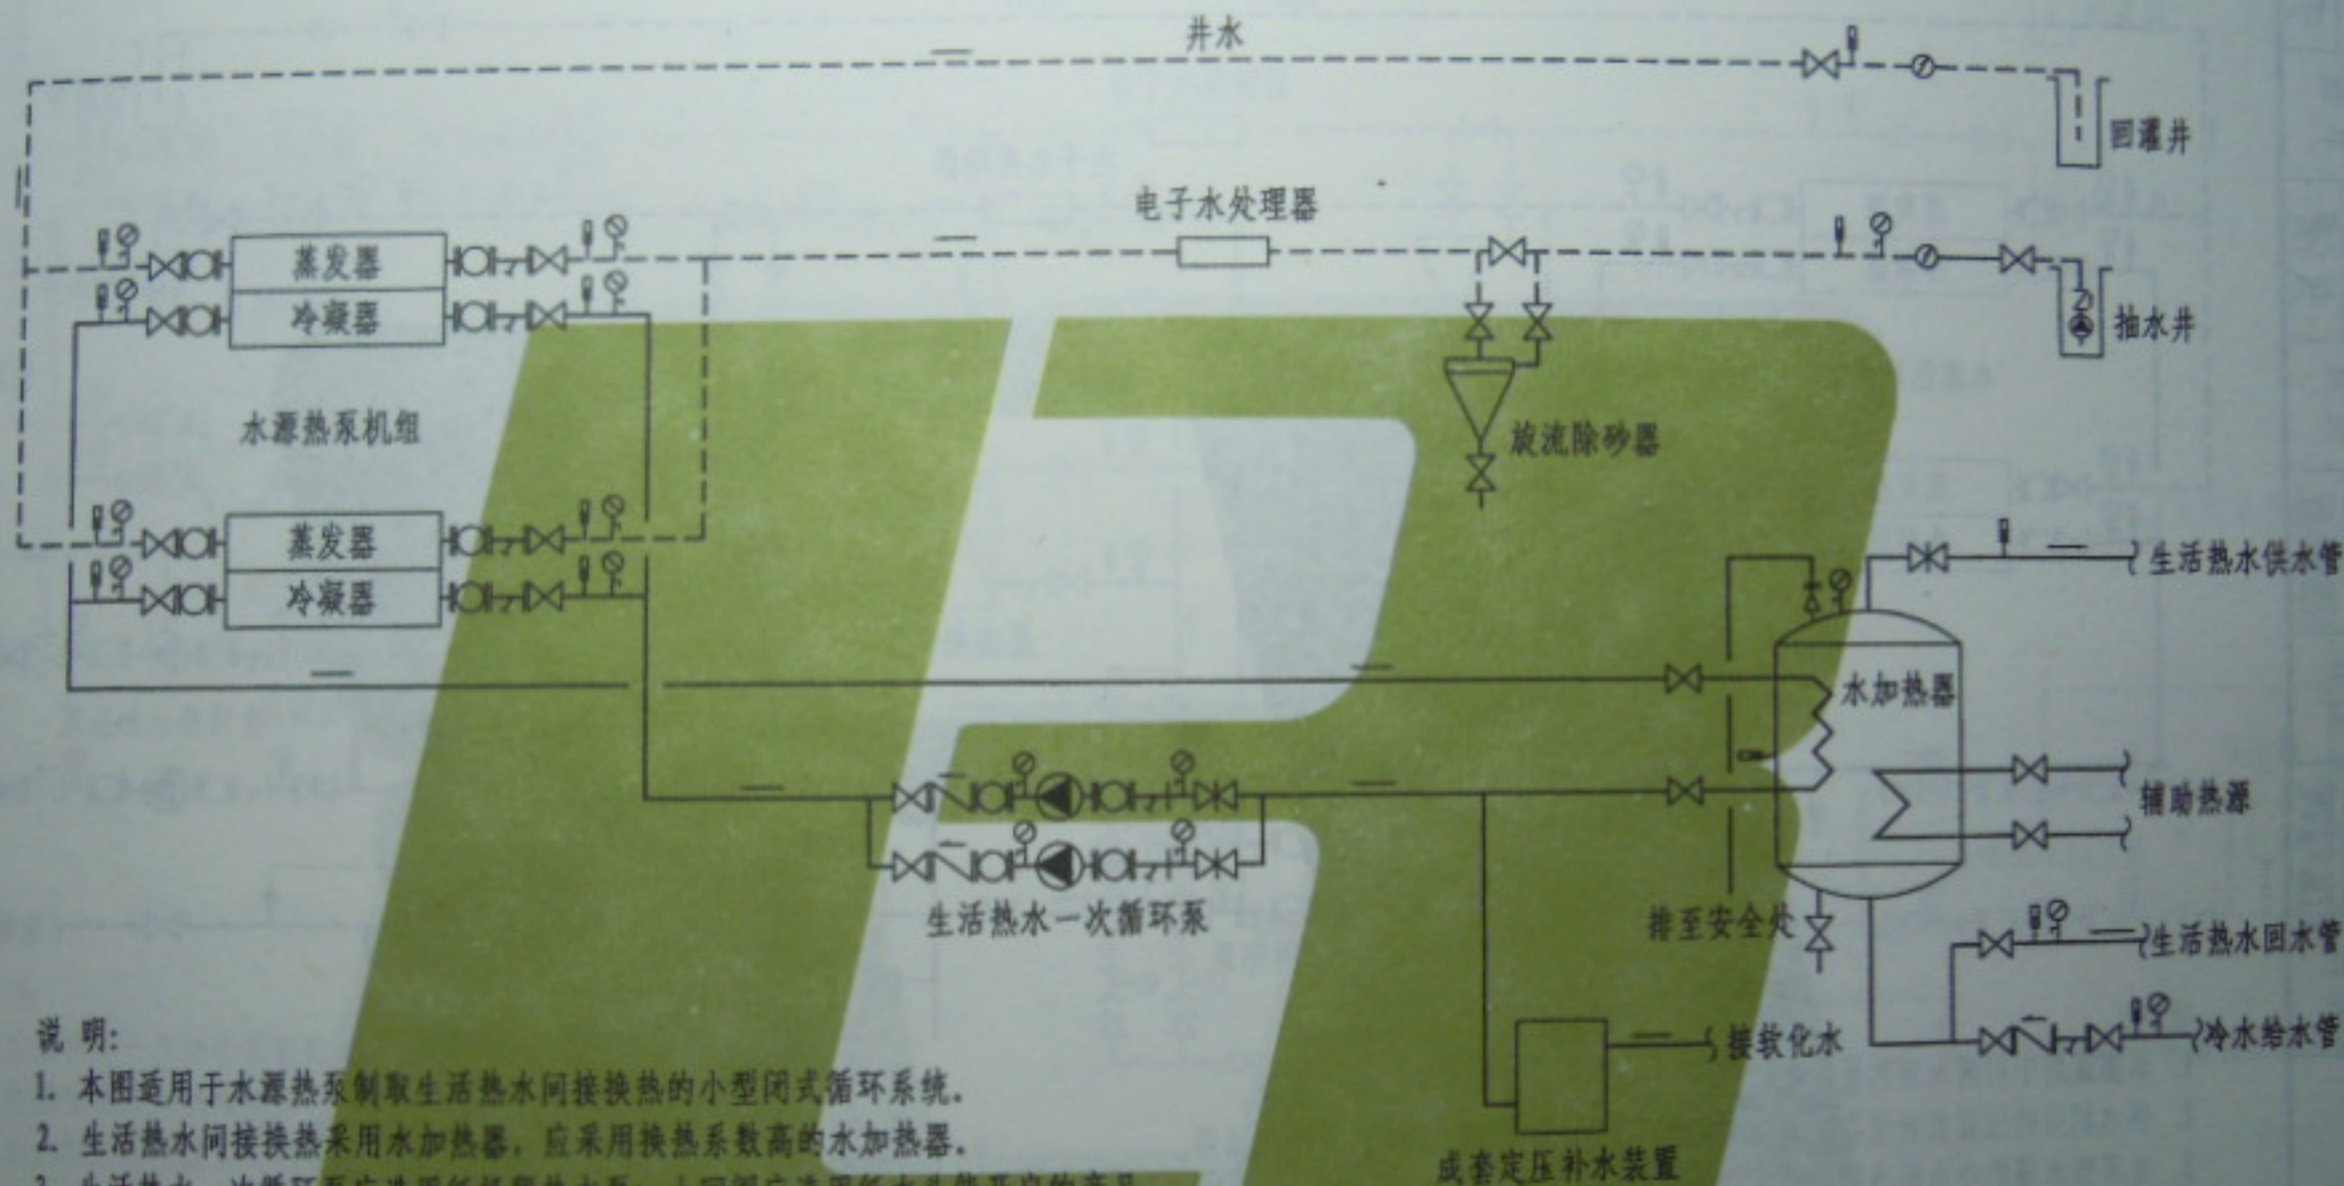 井水
回灌井
电子水处理器
蒸发器
冷凝器
抽水井
水源热泵机组
旋流除砂器
蒸发器
冷凝器
生活热水供水管
水加热器
辅助热源
生活热水一次循环泵
排至安全处
生活热水回水管
冷水给水管
接软化水
成套定压补水装置
说 明:
1. 本图适用于水源热泵制取生活热水间接换热的小型闭式循环系统。
2. 生活热水间接换热采用水加热器，应采用换热系数高的水加热器。